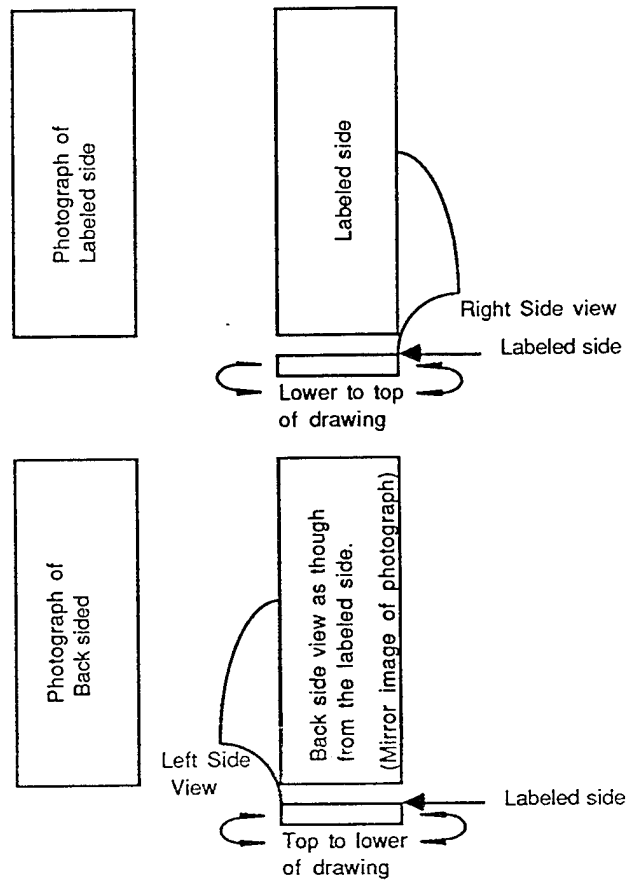 Photograph of
Labeled side
Labeled side
Right Side view
Labeled side
Lower to top
of drawing
Photograph of
Back sided
Back side view as though
from the labeled side.
(Mirror image of photograph)
Left Side
View
Labeled side
Top to lower
of drawing